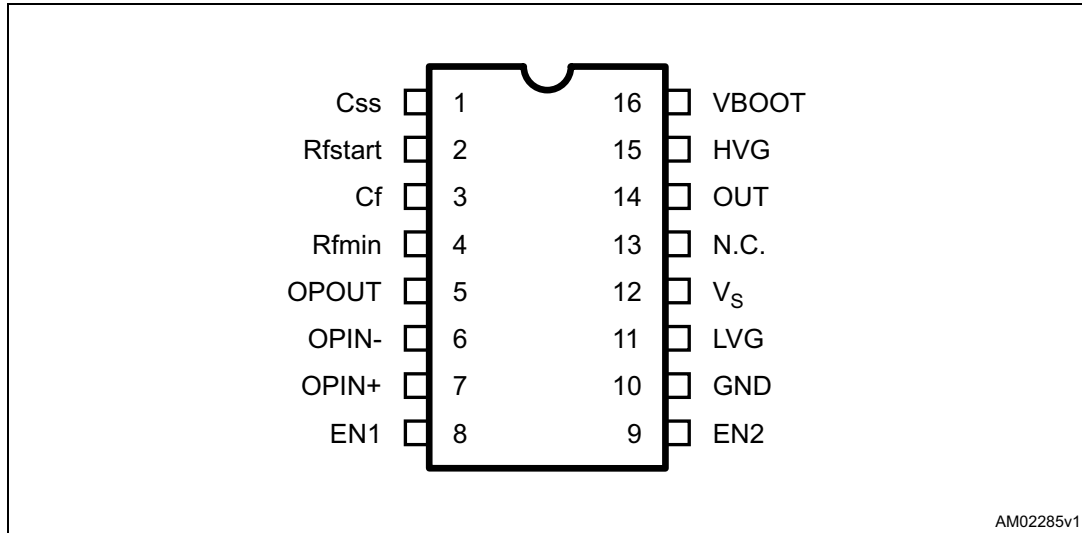 Css 1 16 VBOOT
Rfstart 2 15 HVG
Cf 3 14 OUT
Rfmin 4 13 N.C.
OPOUT 5 12 VS
OPIN- 6 11 LVG
OPIN+ 7 10 GND
EN1 8 9 EN2
AM02285v1